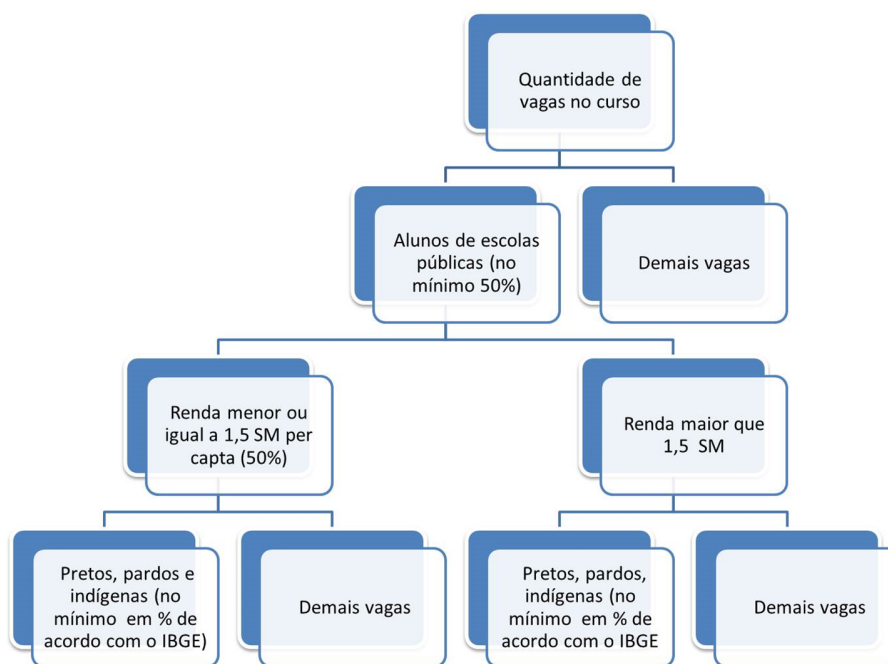 Quantidade de
vagas no curso
Alunos de escolas
públicas (no
mínimo 50%)
Demais vagas
Renda menor ou
igual a 1,5 SM per
capta (50%)
Renda maior que
1,5 SM
Pretos, pardos e
indígenas (no
mínimo em % de
acordo com o IBGE)
Demais vagas
Pretos, pardos,
indígenas (no
mínimo em % de
acordo com o IBGE
Demais vagas